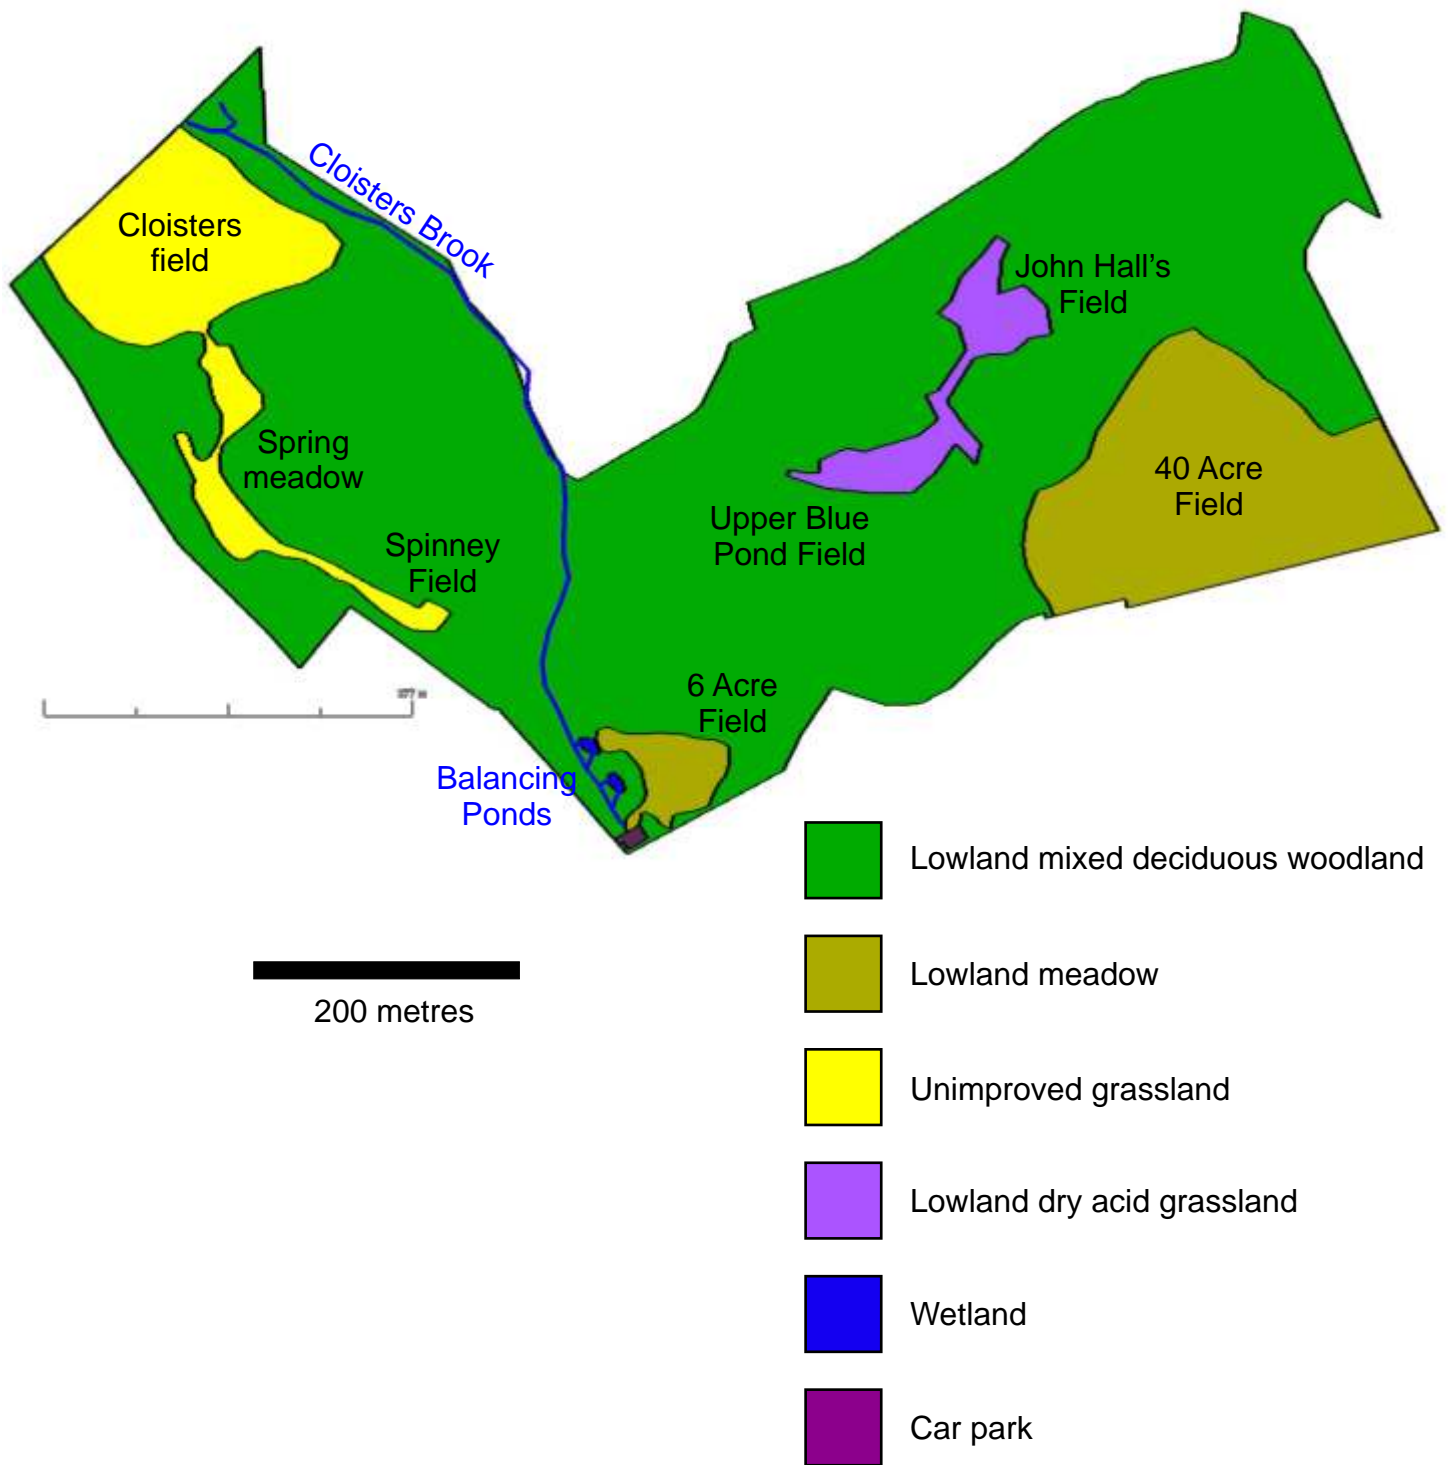 Cloisters
field
Cloisters Brook
John Hall's
Field
Spring
meadow
40 Acre
Field
Upper Blue
Pond Field
Spinney
Field
6 Acre
Field
Balancing
Ponds
200 metres
Lowland mixed deciduous woodland
Lowland meadow
Unimproved grassland
Lowland dry acid grassland
Wetland
Car park